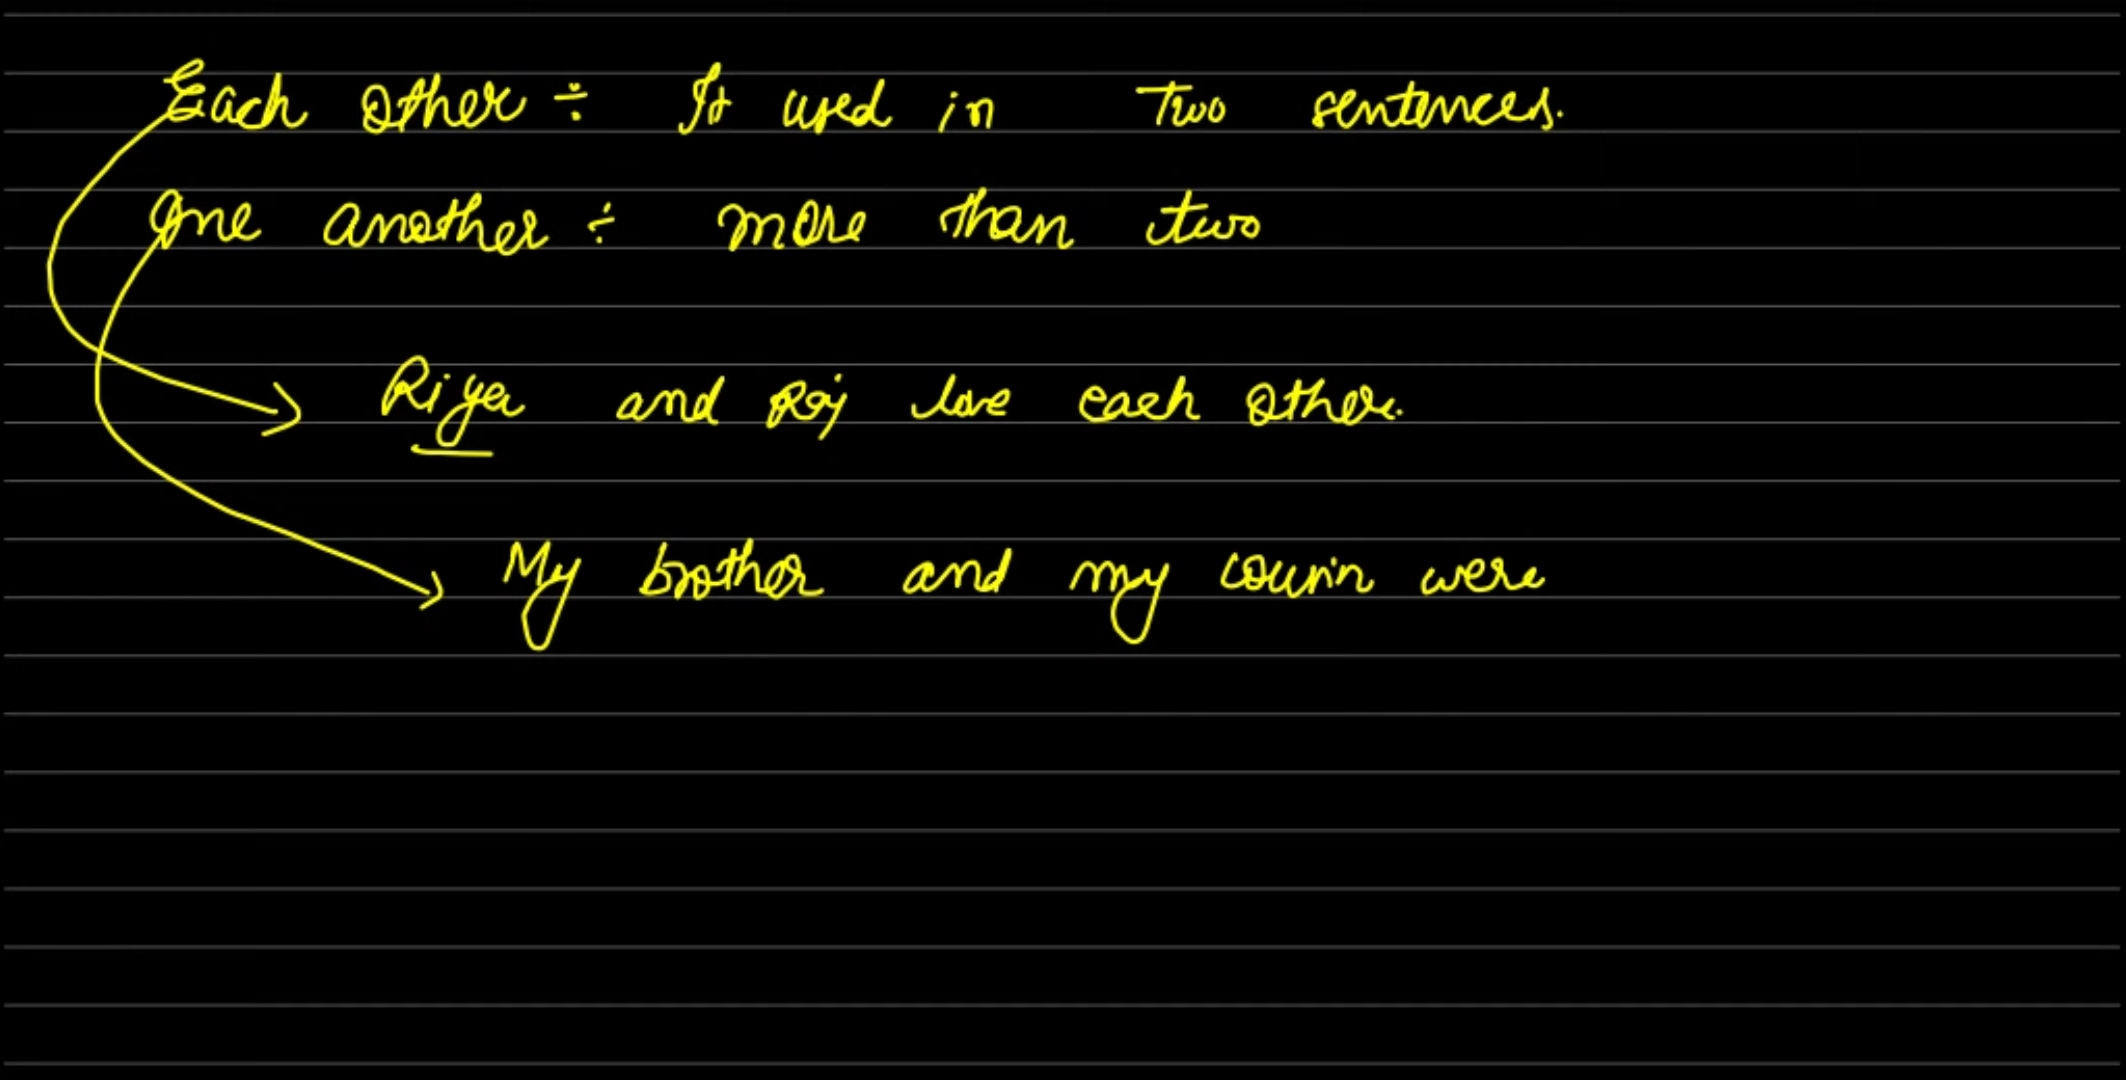 Each other ÷ It used in Two sentences.
One another ÷ more than two
Riya and Raj love each other.
My brother and my cousin were